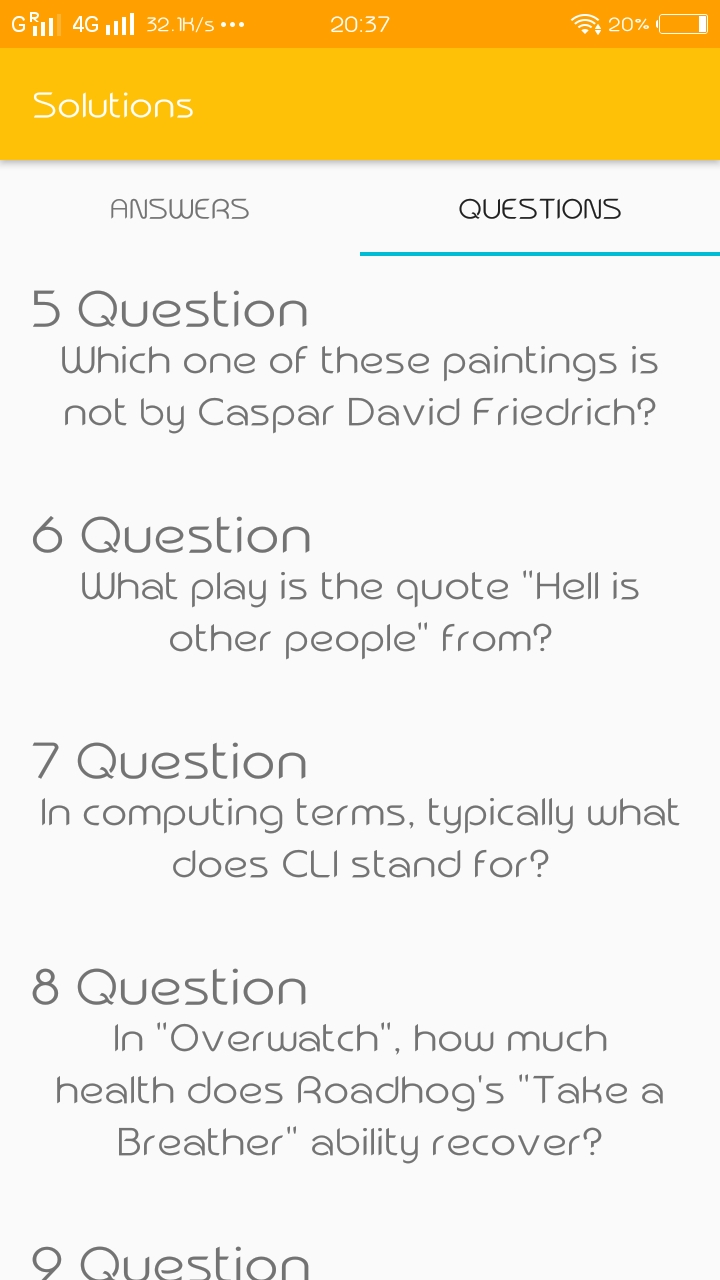 G R 4G 32.1K/s ••• 20:37 20%
Solutions
ANSWERS QUESTIONS
5 Question
Which one of these paintings is
not by Caspar David Friedrich?
6 Question
What play is the quote "Hell is
other people" from?
7 Question
In computing terms, typically what
does CLI stand for?
8 Question
In "Overwatch", how much
health does Roadhog's "Take a
Breather" ability recover?
9 Question